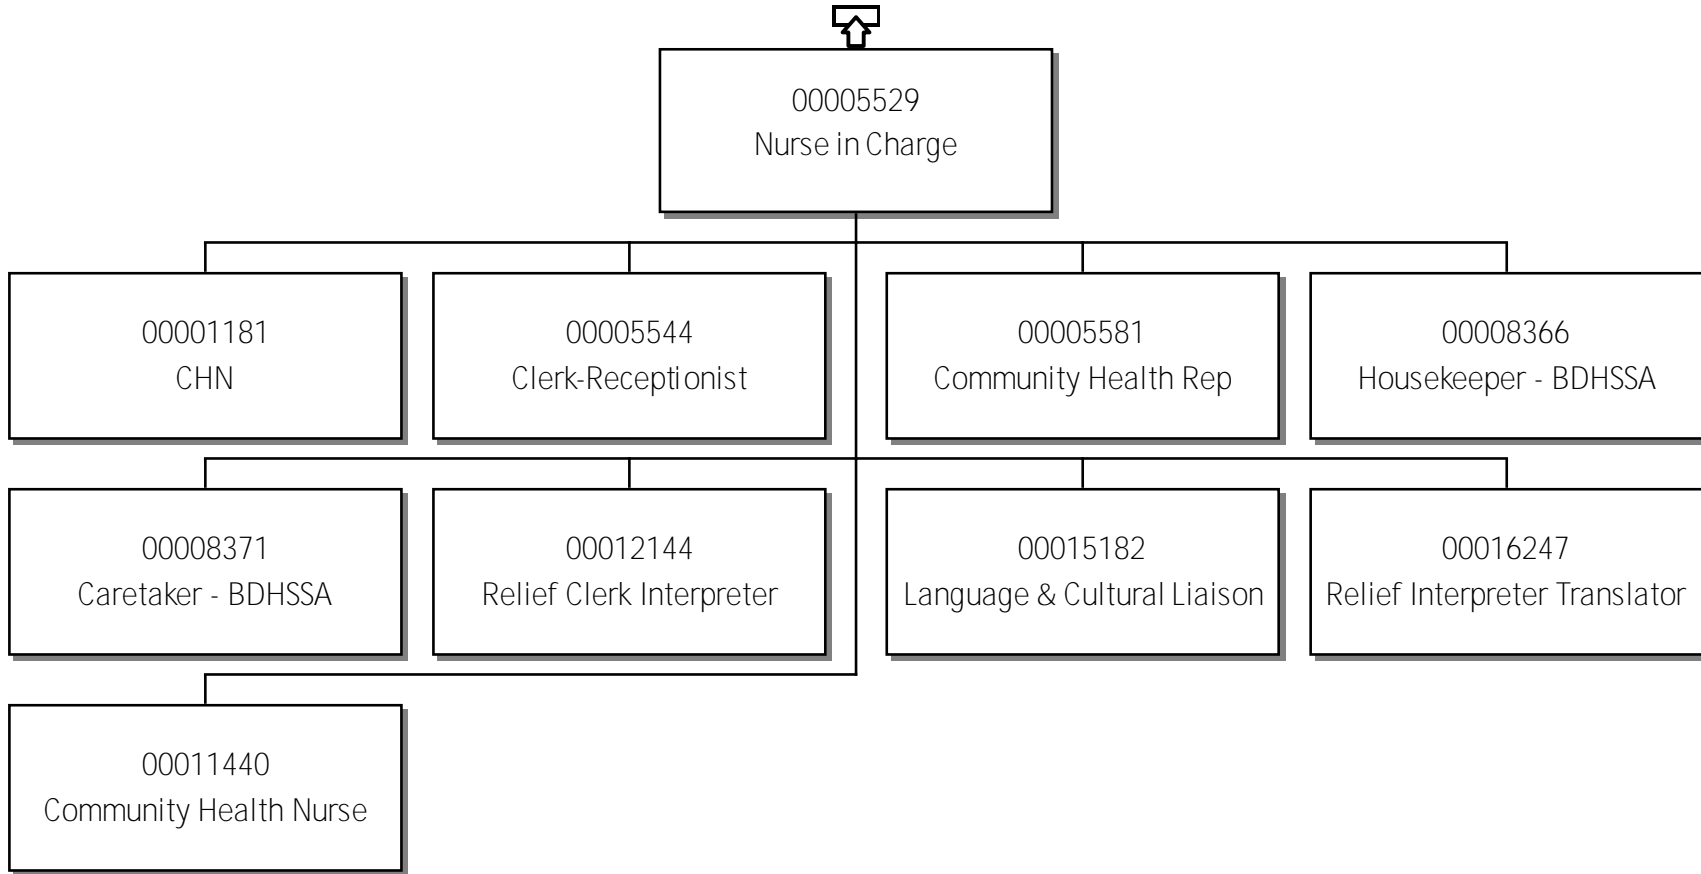 00005529
Nurse in Charge
00001181
CHN
00005544
Clerk-Receptionist
00005581
Community Health Rep
00008366
Housekeeper - BDHSSA
00008371
Caretaker - BDHSSA
00012144
Relief Clerk Interpreter
00015182
Language & Cultural Liaison
00016247
Relief Interpreter Translator
00011440
Community Health Nurse